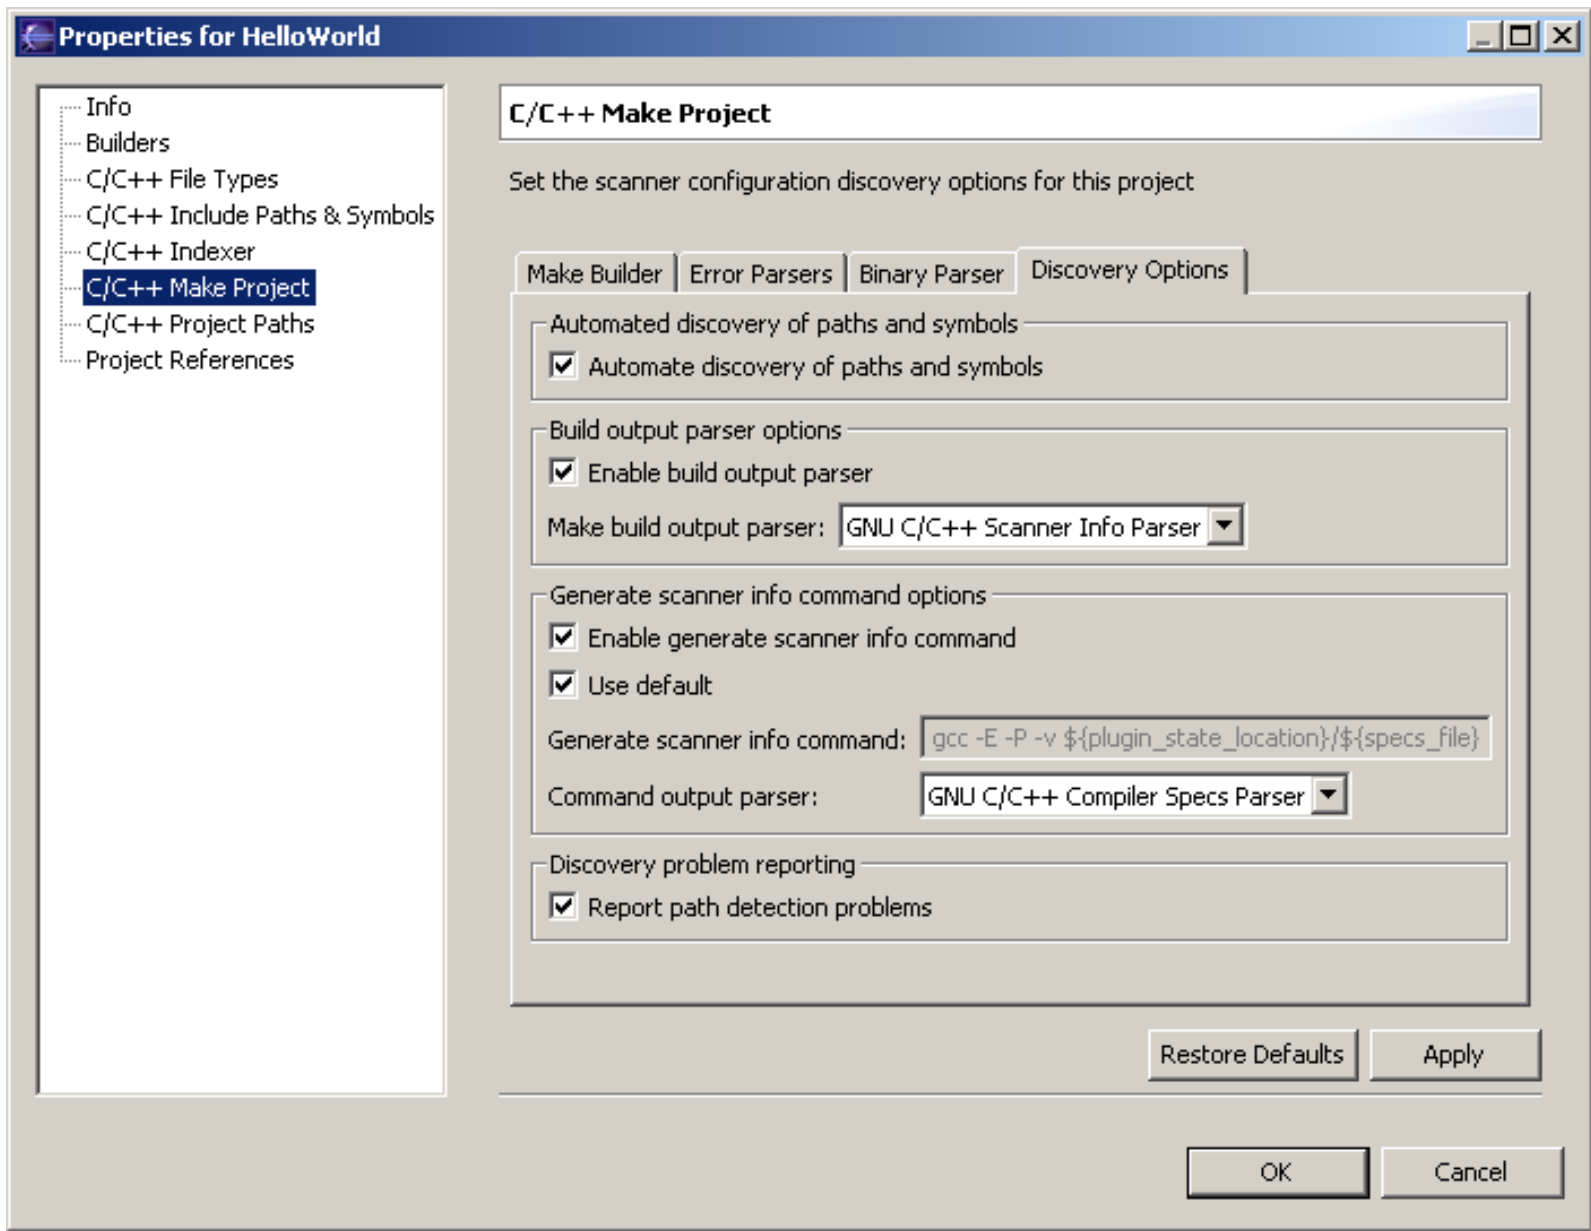 Properties for HelloWorld
Info
Builders
C/C++ File Types
C/C++ Include Paths & Symbols
C/C++ Indexer
C/C++ Make Project
C/C++ Project Paths
Project References
C/C++ Make Project
Set the scanner configuration discovery options for this project
Make Builder Error Parsers Binary Parser Discovery Options
Automated discovery of paths and symbols
Automate discovery of paths and symbols
Build output parser options
Enable build output parser
Make build output parser: GNU C/C++ Scanner Info Parser
Generate scanner info command options
Enable generate scanner info command
Use default
Generate scanner info command: gcc -E -P -v ${plugin_state_location}/${specs_file}
Command output parser: GNU C/C++ Compiler Specs Parser
Discovery problem reporting
Report path detection problems
Restore Defaults Apply
OK Cancel